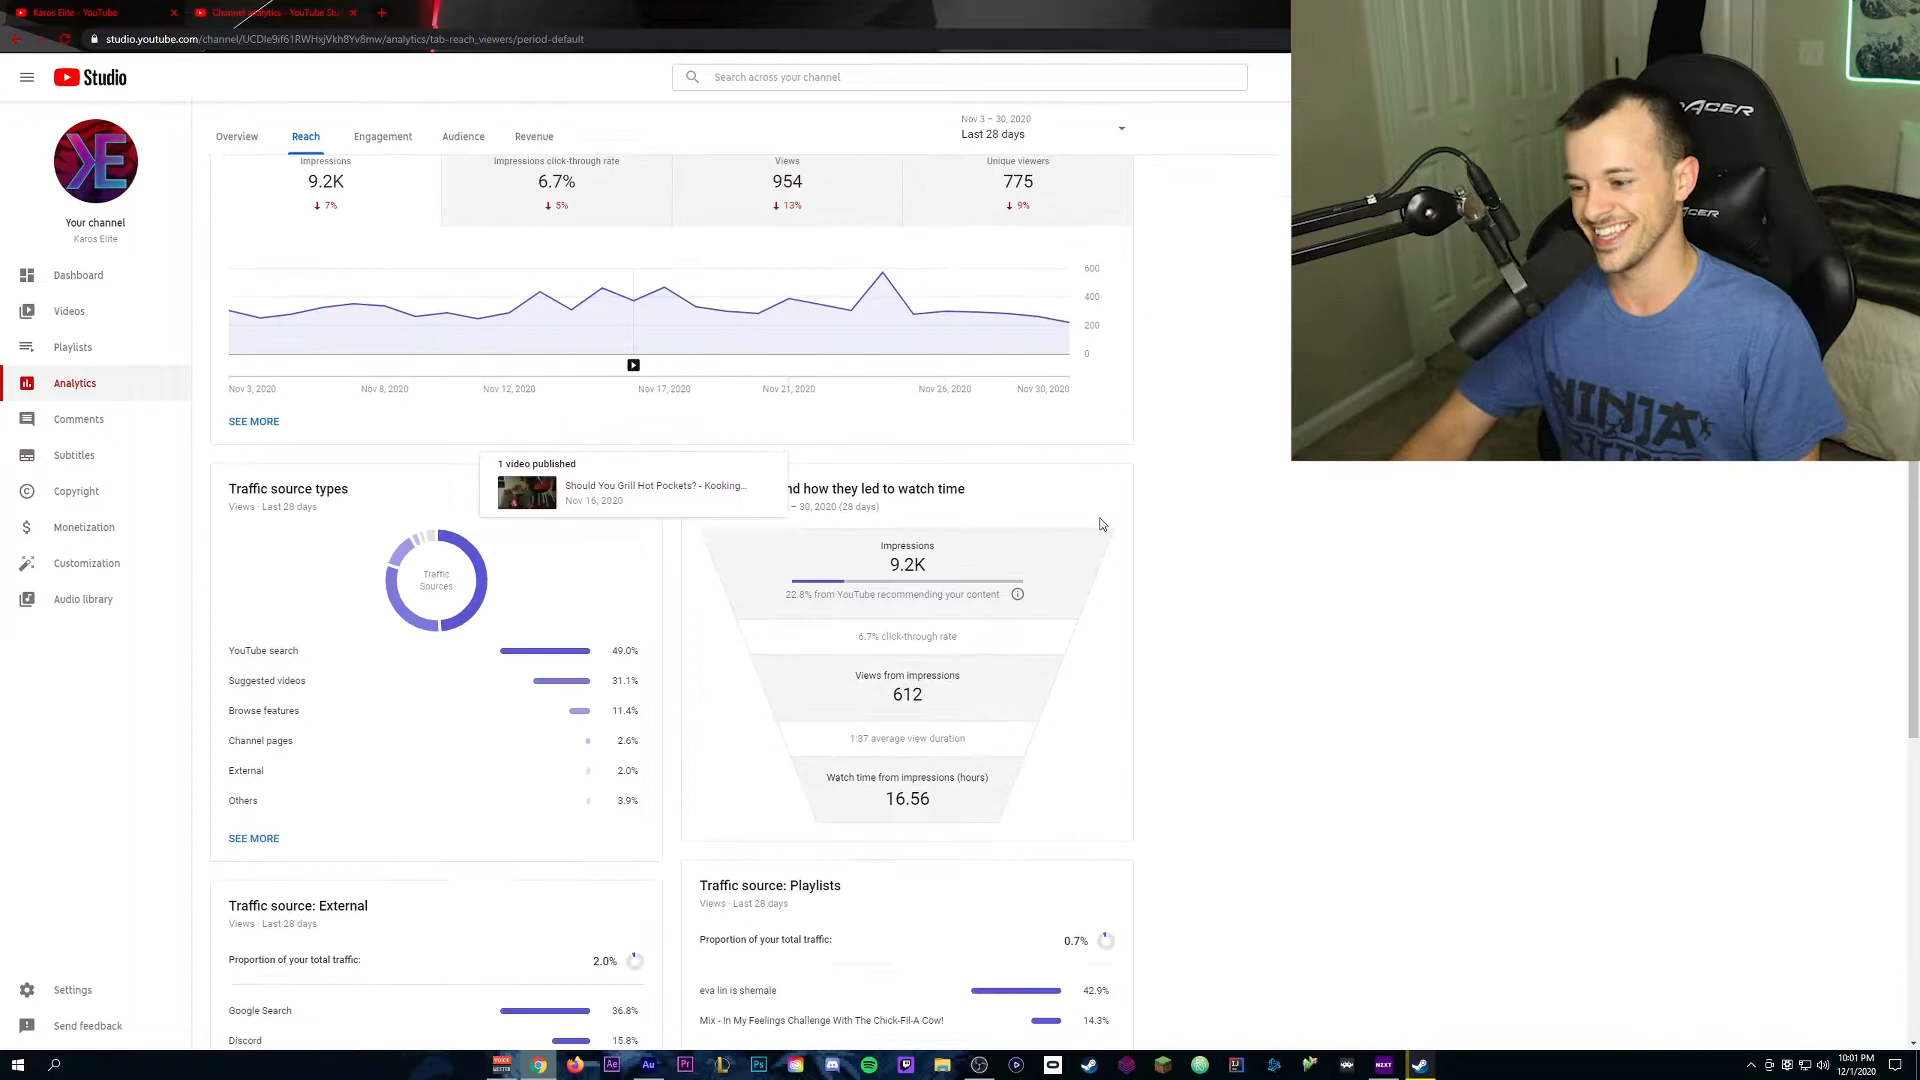 Karos Elite - YouTube
Channel analytics - YouTube Stu
studio.youtube.com/channel/UCDIe9if61RWHxjVkh8Yv8mw/analytics/tab-reach_viewers/period-default
Studio
Search across your channel
KE
Your channel
Karos Elite
Dashboard
Videos
Playlists
Analytics
Comments
Subtitles
Copyright
Monetization
Customization
Audio library
Settings
Send feedback
Overview
Reach
Engagement
Audience
Revenue
Nov 3 – 30, 2020
Last 28 days
Impressions
9.2K
7%
Impressions click-through rate
6.7%
5%
Views
954
13%
Unique viewers
775
9%
600
400
200
0
Nov 3, 2020
Nov 8, 2020
Nov 12, 2020
Nov 17, 2020
Nov 21, 2020
Nov 26, 2020
Nov 30, 2020
SEE MORE
1 video published
Should You Grill Hot Pockets? - Kooking...
Nov 16, 2020
Traffic source types
Views · Last 28 days
Traffic
Sources
YouTube search 49.0%
Suggested videos 31.1%
Browse features 11.4%
Channel pages 2.6%
External 2.0%
Others 3.9%
SEE MORE
nd how they led to watch time
– 30, 2020 (28 days)
Impressions
9.2K
22.8% from YouTube recommending your content
6.7% click-through rate
Views from impressions
612
1:37 average view duration
Watch time from impressions (hours)
16.56
Traffic source: External
Views · Last 28 days
Proportion of your total traffic: 2.0%
Google Search 36.8%
Discord 15.8%
Traffic source: Playlists
Views · Last 28 days
Proportion of your total traffic: 0.7%
eva lin is shemale 42.9%
Mix - In My Feelings Challenge With The Chick-Fil-A Cow! 14.3%
RACER
ACER
NINJA
VOICE
MEETER
Ae
Au
Pr
Ps
NZXT
10:01 PM
12/1/2020